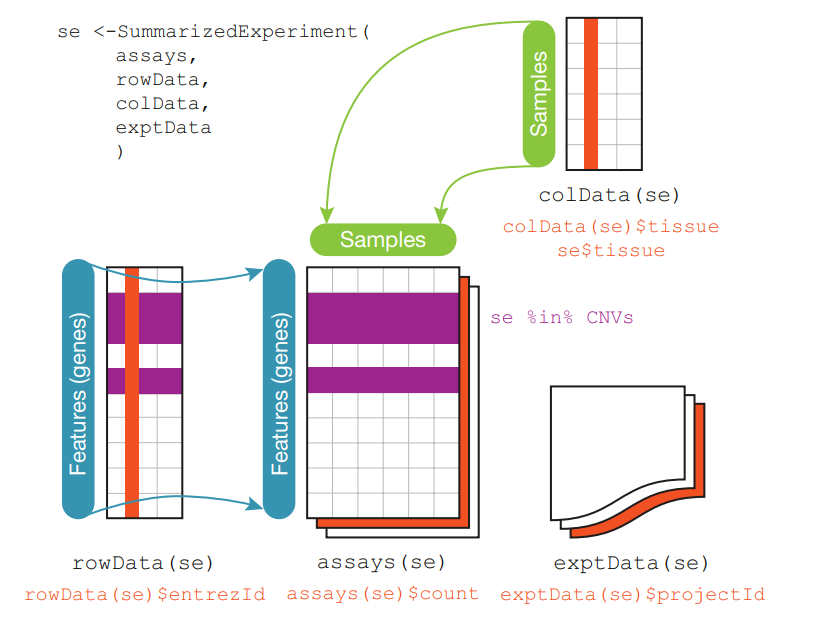 se <-SummarizedExperiment(
assays,
rowData,
colData,
exptData
)
Samples
colData(se)
colData(se)$tissue
se$tissue
Samples
Features (genes)
Features (genes)
se %in% CNVs
rowData(se)
rowData(se)$entrezId
assays(se)
assays(se)$count
exptData(se)
exptData(se)$projectId